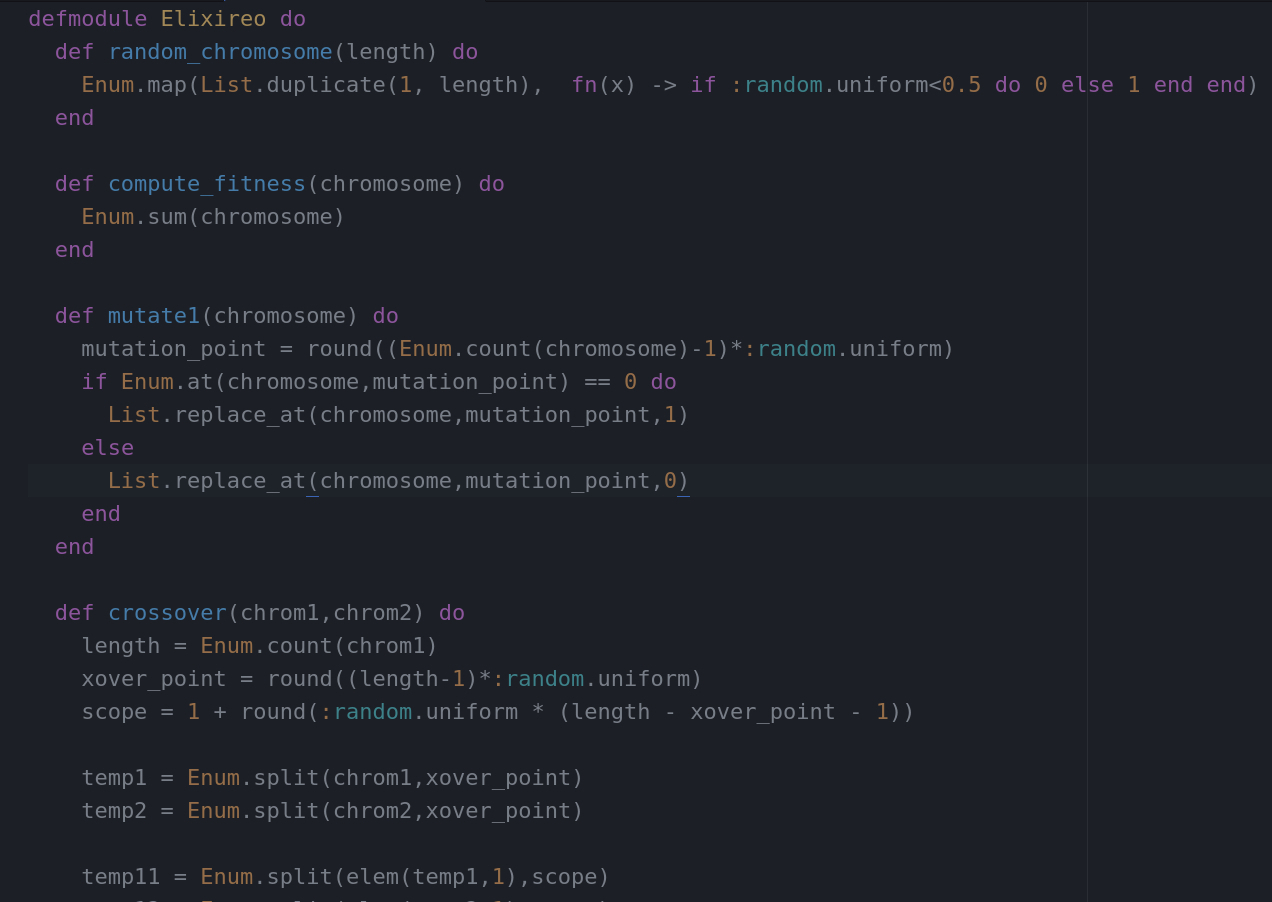 defmodule Elixireo do
  def random_chromosome(length) do
    Enum.map(List.duplicate(1, length),  fn(x) -> if :random.uniform<0.5 do 0 else 1 end end)
  end

  def compute_fitness(chromosome) do
    Enum.sum(chromosome)
  end

  def mutate1(chromosome) do
    mutation_point = round((Enum.count(chromosome)-1)*:random.uniform)
    if Enum.at(chromosome,mutation_point) == 0 do
      List.replace_at(chromosome,mutation_point,1)
    else
      List.replace_at(chromosome,mutation_point,0)
    end
  end

  def crossover(chrom1,chrom2) do
    length = Enum.count(chrom1)
    xover_point = round((length-1)*:random.uniform)
    scope = 1 + round(:random.uniform * (length - xover_point - 1))

    temp1 = Enum.split(chrom1,xover_point)
    temp2 = Enum.split(chrom2,xover_point)

    temp11 = Enum.split(elem(temp1,1),scope)